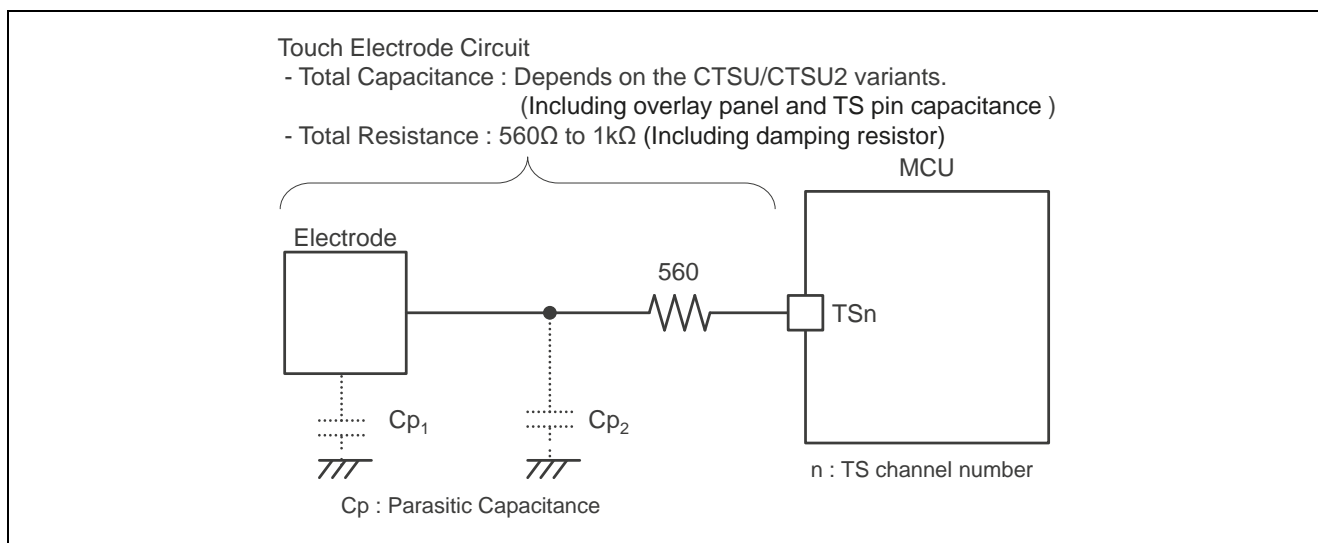 Touch Electrode Circuit
- Total Capacitance : Depends on the CTSU/CTSU2 variants.
(Including overlay panel and TS pin capacitance )
- Total Resistance : 560Ω to 1kΩ (Including damping resistor)
MCU
Electrode
560
TSn
Cp1
Cp2
n : TS channel number
Cp : Parasitic Capacitance